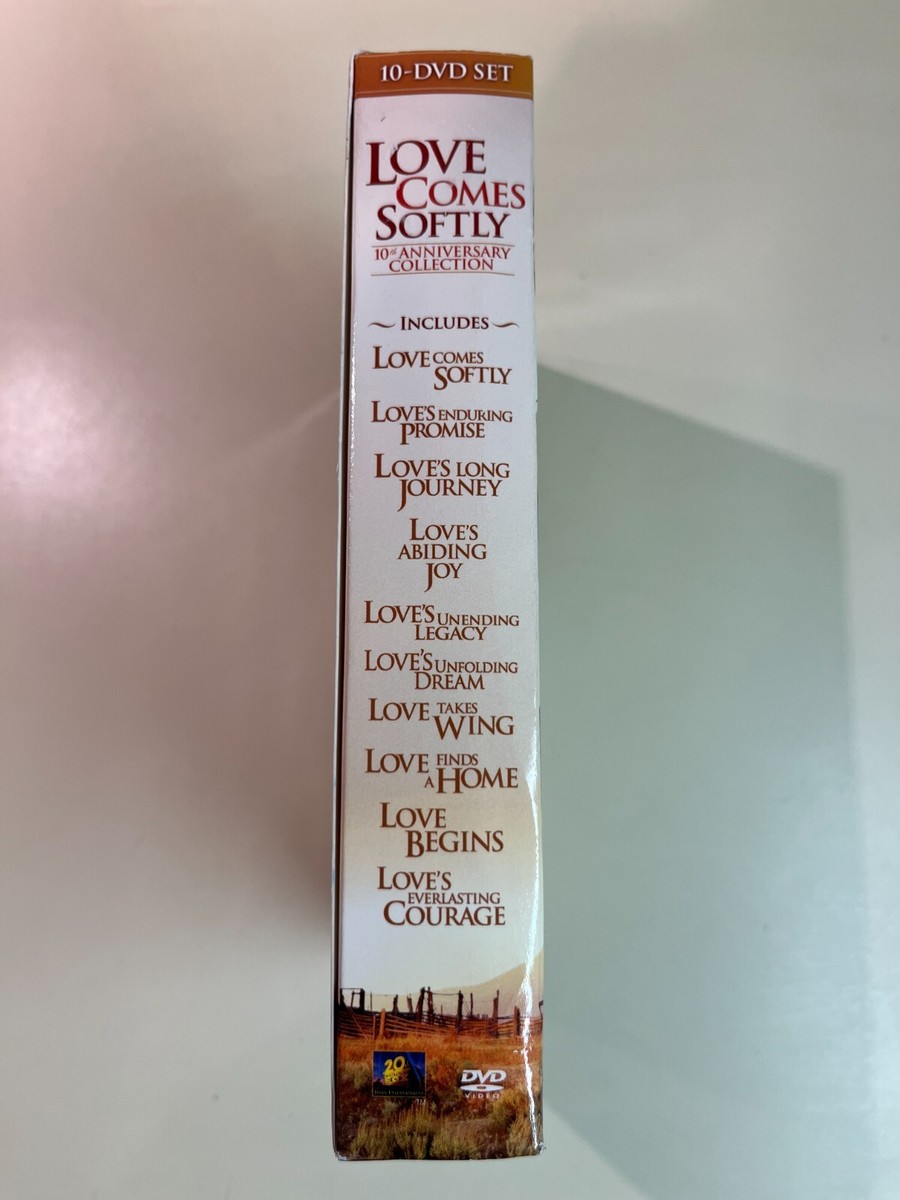 10-DVD SET
LOVE
COMES
SOFTLY
10th ANNIVERSARY
COLLECTION
INCLUDES
LOVE COMES
SOFTLY
LOVE'S ENDURING
PROMISE
LOVE'S LONG
JOURNEY
LOVE'S
ABIDING
JOY
LOVE'S UNENDING
LEGACY
LOVE'S UNFOLDING
DREAM
LOVE TAKES
WING
LOVE FINDS
A HOME
LOVE
BEGINS
LOVE'S
EVERLASTING
COURAGE
20
DVD
VIDEO